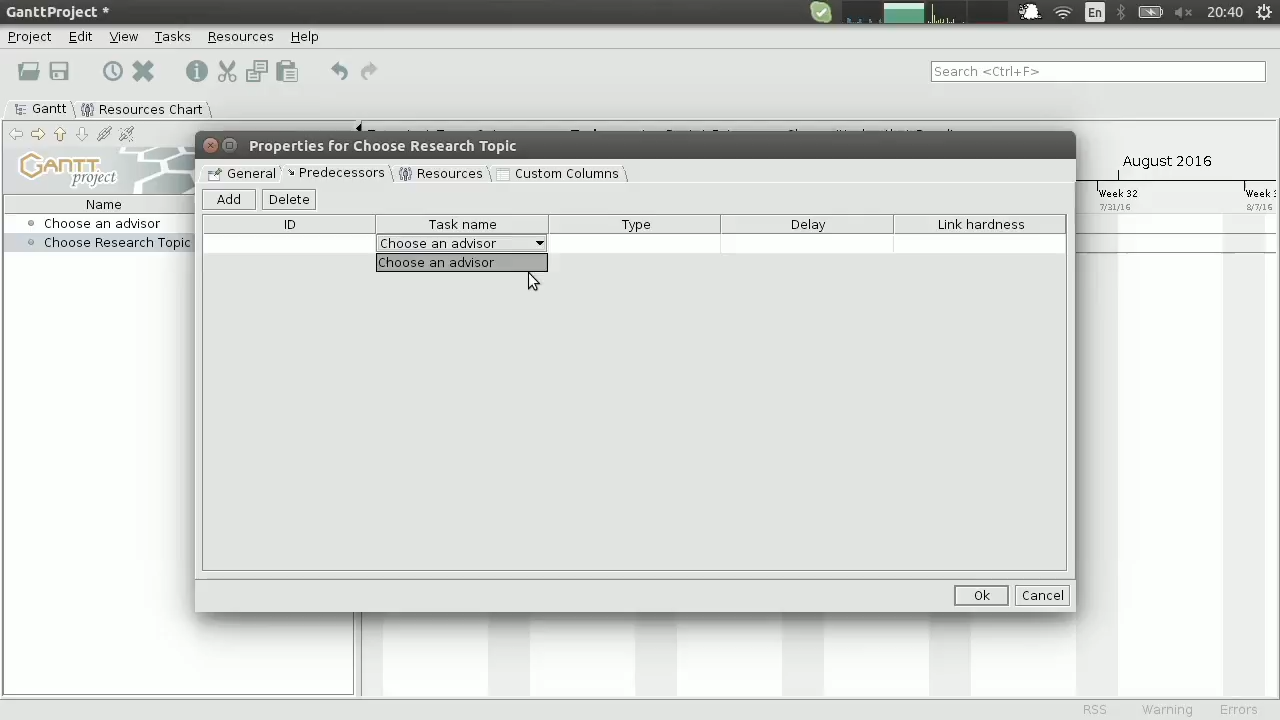 GanttProject *
En
20:40
Project Edit View Tasks Resources Help
Search <Ctrl+F>
Gantt Resources Chart
Properties for Choose Research Topic
GANTT project
August 2016
General Predecessors Resources Custom Columns
Week 32
7/31/16 8/7/16
Add Delete
Name
ID Task name Type Delay Link hardness
Choose an advisor
Choose an advisor
Choose Research Topic
Choose an advisor
Ok Cancel
RSS Warning Errors